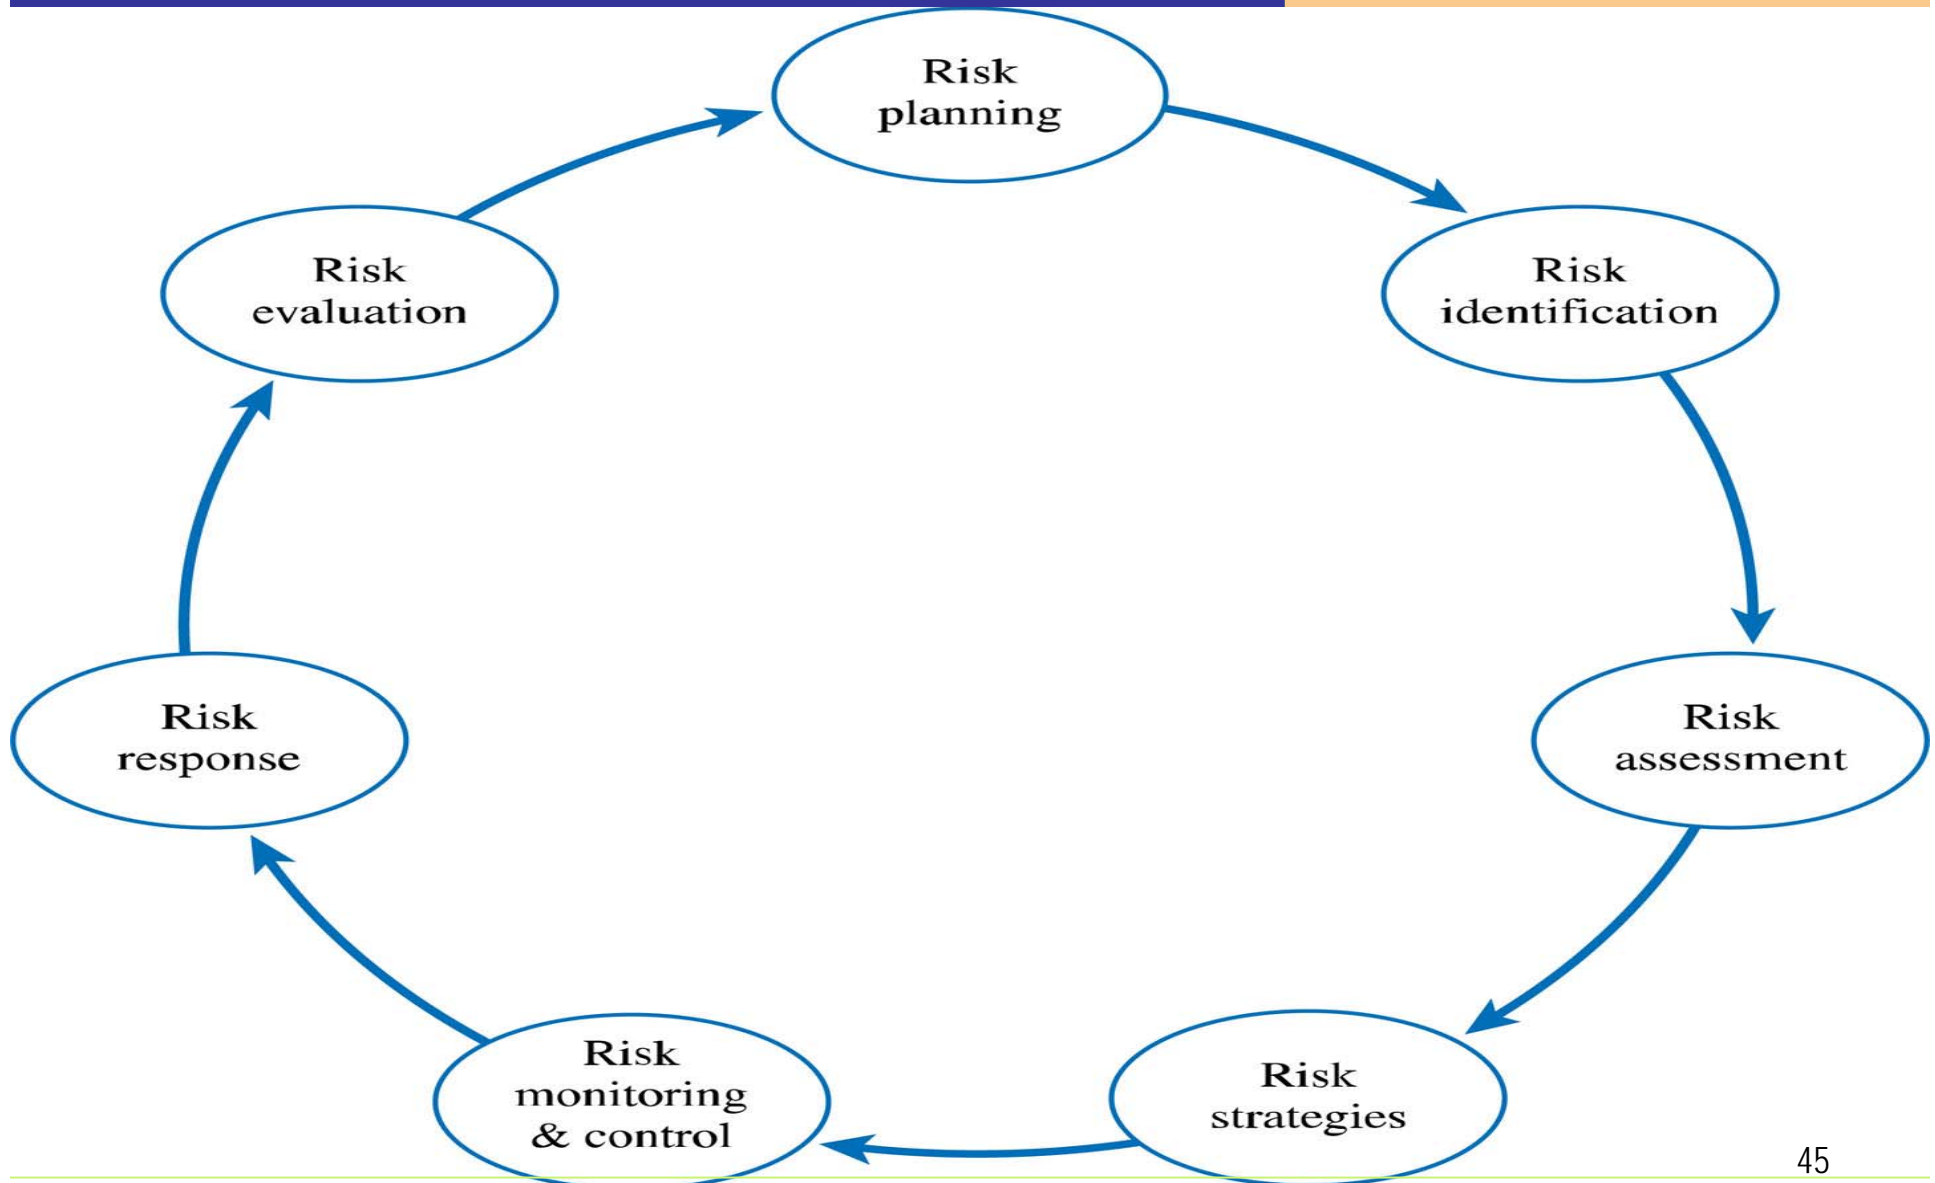 Risk
planning
Risk
identification
Risk
assessment
Risk
strategies
Risk
monitoring
& control
Risk
response
Risk
evaluation
45